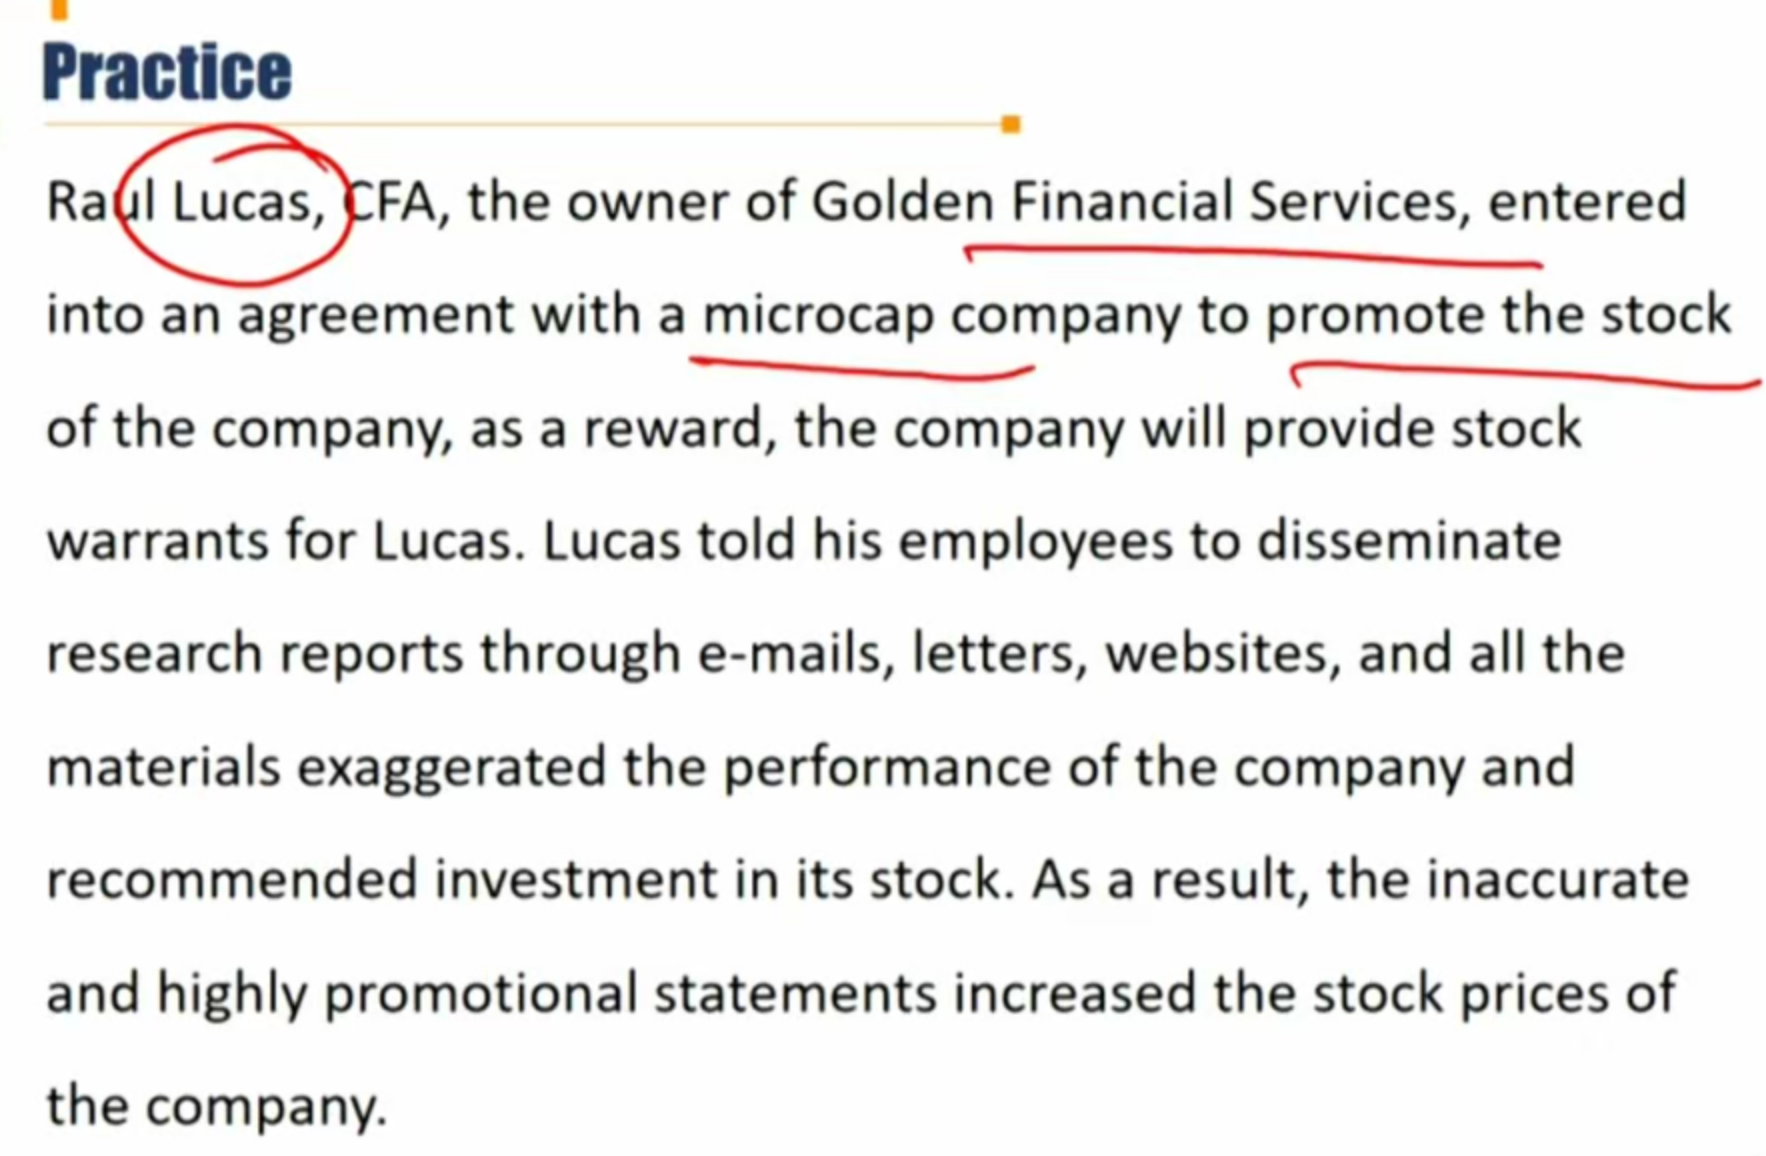 Practice
Raul Lucas, CFA, the owner of Golden Financial Services, entered
into an agreement with a microcap company to promote the stock
of the company, as a reward, the company will provide stock
warrants for Lucas. Lucas told his employees to disseminate
research reports through e-mails, letters, websites, and all the
materials exaggerated the performance of the company and
recommended investment in its stock. As a result, the inaccurate
and highly promotional statements increased the stock prices of
the company.